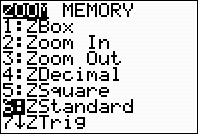 ZOOM MEMORY
1:ZBox
2:Zoom In
3:Zoom Out
4:ZDecimal
5:ZSquare
6:ZStandard
7↓ZTrig